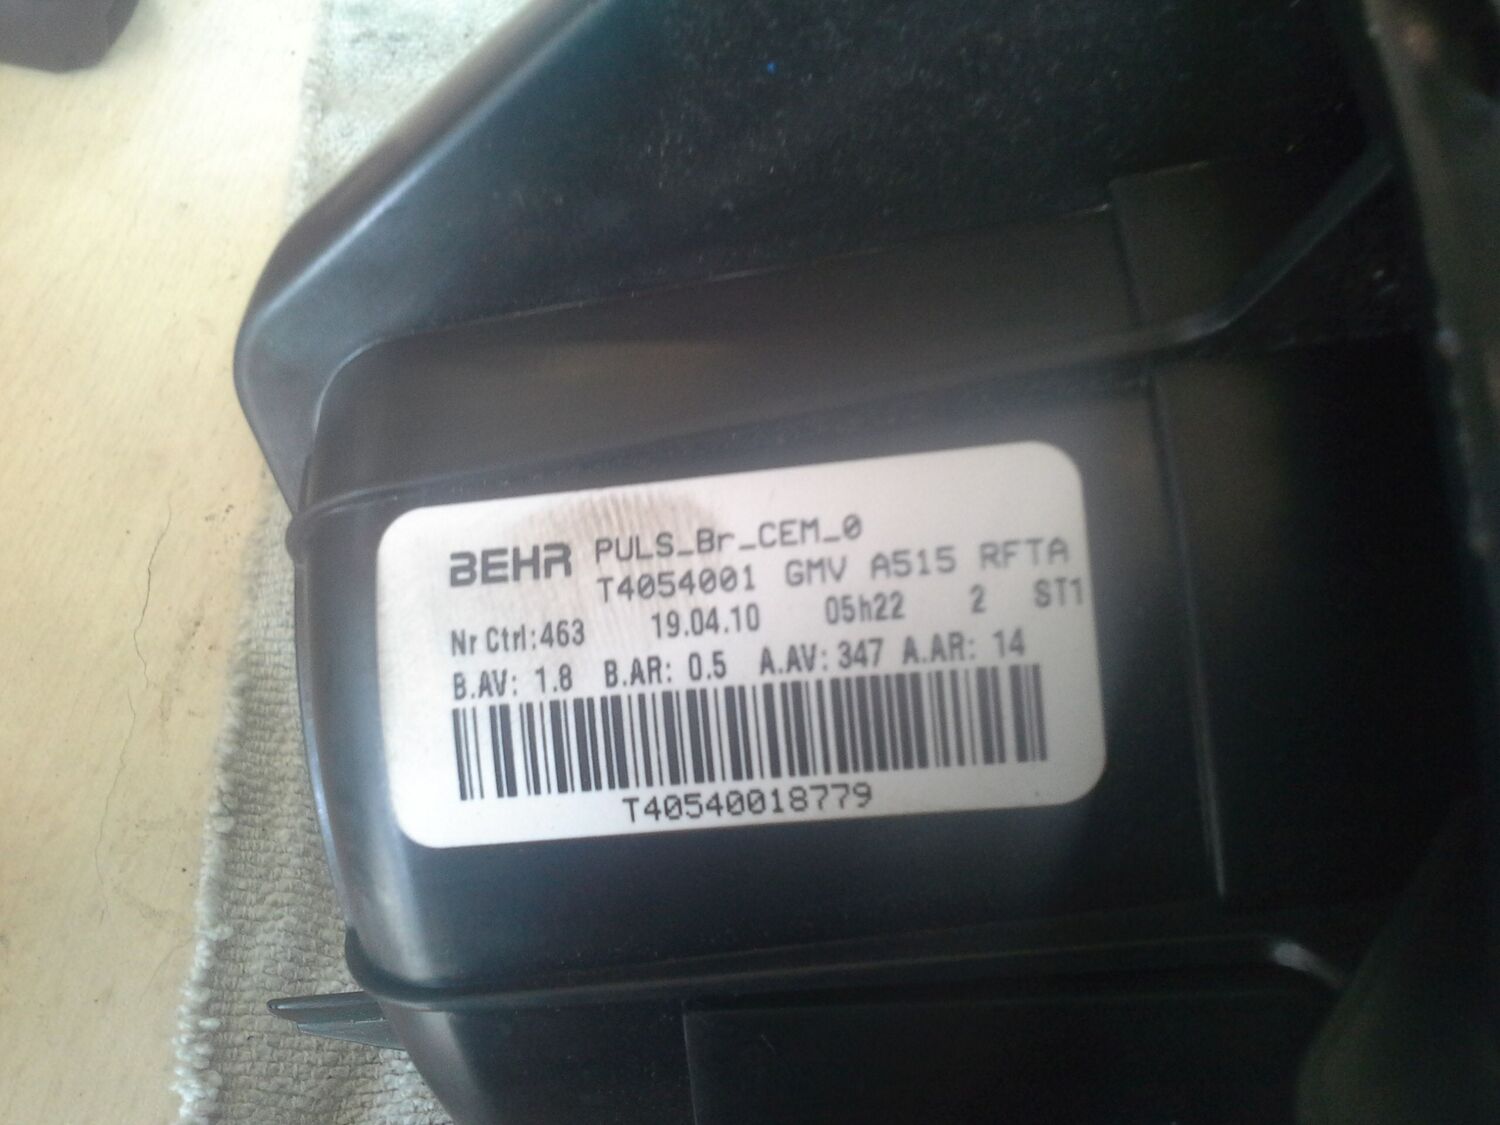 BEHR PULS_Br_CEM_0
T4054001 GMV A515 RFTA
Nr Ctrl:463 19.04.10 05h22 2 ST1
B.AV: 1.8 B.AR: 0.5 A.AV: 347 A.AR: 14
T40540018779